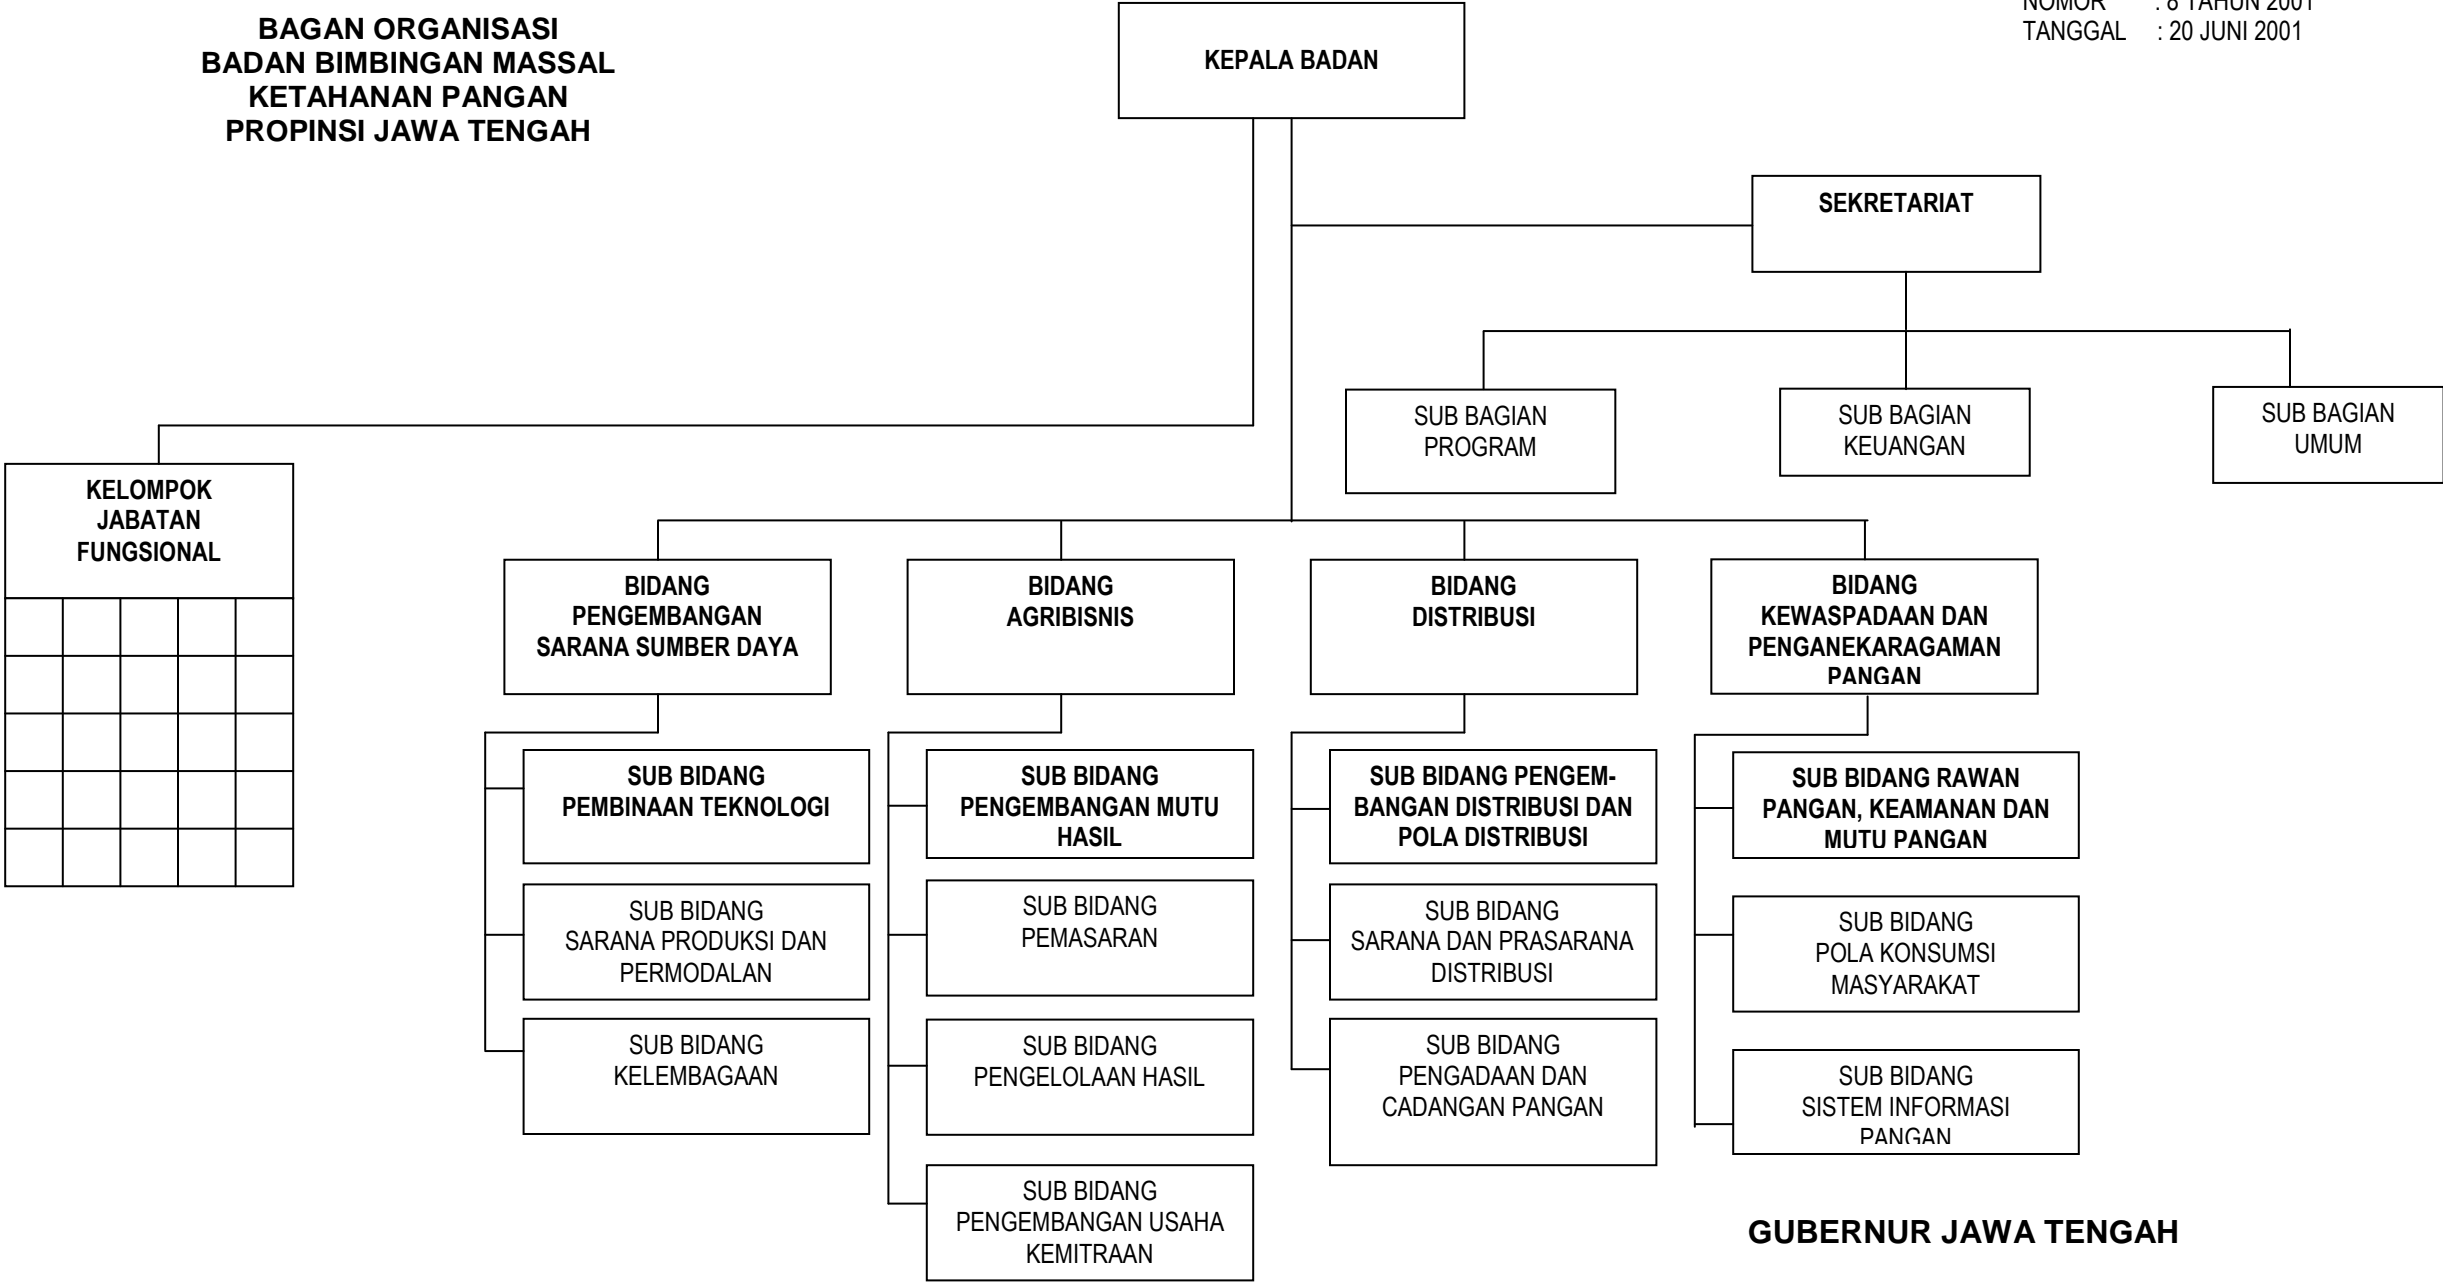 BAGAN ORGANISASI
BADAN BIMBINGAN MASSAL
KETAHANAN PANGAN
PROPINSI JAWA TENGAH
NOMOR : 8 TAHUN 2001
TANGGAL : 20 JUNI 2001
KEPALA BADAN
SEKRETARIAT
SUB BAGIAN
PROGRAM
SUB BAGIAN
KEUANGAN
SUB BAGIAN
UMUM
KELOMPOK
JABATAN
FUNGSIONAL
BIDANG
PENGEMBANGAN
SARANA SUMBER DAYA
BIDANG
AGRIBISNIS
BIDANG
DISTRIBUSI
BIDANG
KEWASPADAAN DAN
PENGANEKARAGAMAN
PANGAN
SUB BIDANG
PEMBINAAN TEKNOLOGI
SUB BIDANG
SARANA PRODUKSI DAN
PERMODALAN
SUB BIDANG
KELEMBAGAAN
SUB BIDANG
PENGEMBANGAN MUTU
HASIL
SUB BIDANG
PEMASARAN
SUB BIDANG
PENGELOLAAN HASIL
SUB BIDANG
PENGEMBANGAN USAHA
KEMITRAAN
SUB BIDANG PENGEM-
BANGAN DISTRIBUSI DAN
POLA DISTRIBUSI
SUB BIDANG
SARANA DAN PRASARANA
DISTRIBUSI
SUB BIDANG
PENGADAAN DAN
CADANGAN PANGAN
SUB BIDANG RAWAN
PANGAN, KEAMANAN DAN
MUTU PANGAN
SUB BIDANG
POLA KONSUMSI
MASYARAKAT
SUB BIDANG
SISTEM INFORMASI
PANGAN
GUBERNUR JAWA TENGAH